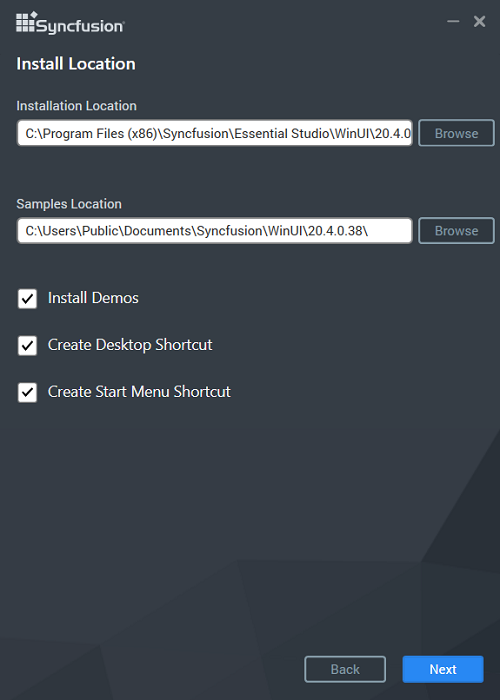 Syncfusion®
Install Location
Installation Location
C:\Program Files (x86)\Syncfusion\Essential Studio\WinUI\20.4.0
Browse
Samples Location
C:\Users\Public\Documents\Syncfusion\WinUI\20.4.0.38\
Browse
Install Demos
Create Desktop Shortcut
Create Start Menu Shortcut
Back
Next